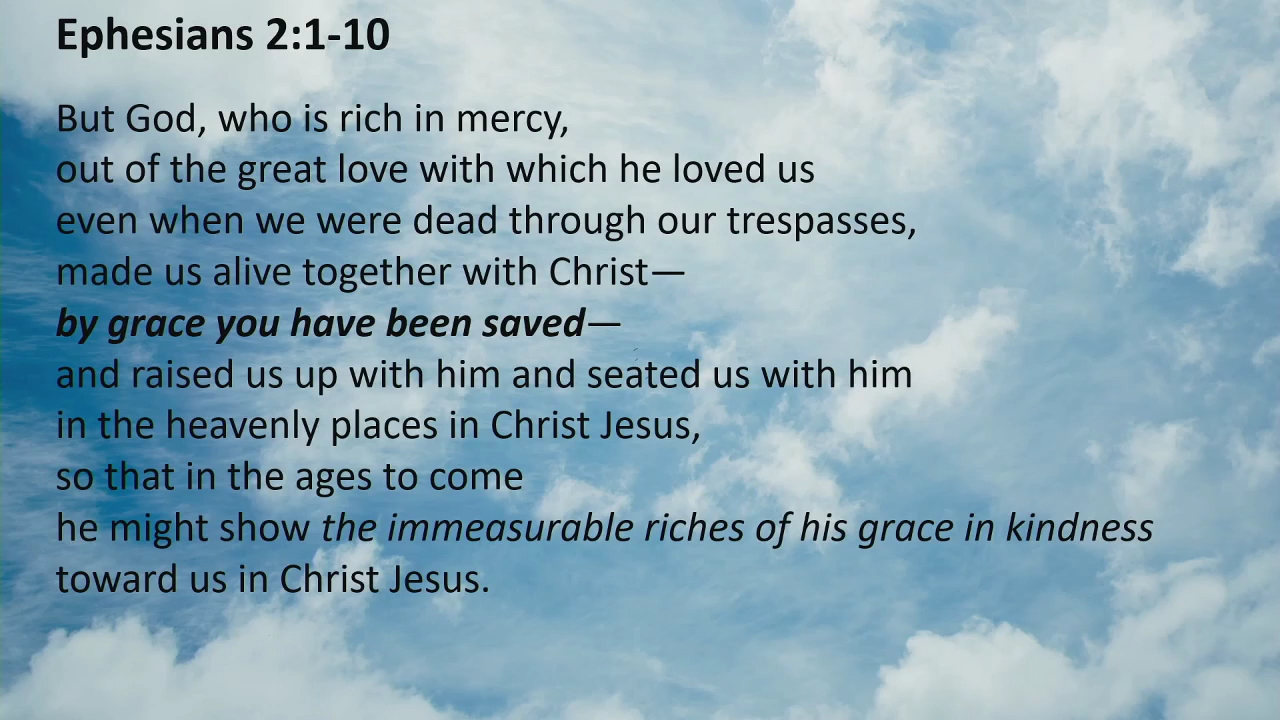 Ephesians 2:1-10
But God, who is rich in mercy,
out of the great love with which he loved us
even when we were dead through our trespasses,
made us alive together with Christ—
by grace you have been saved—
and raised us up with him and seated us with him
in the heavenly places in Christ Jesus,
so that in the ages to come
he might show the immeasurable riches of his grace in kindness
toward us in Christ Jesus.